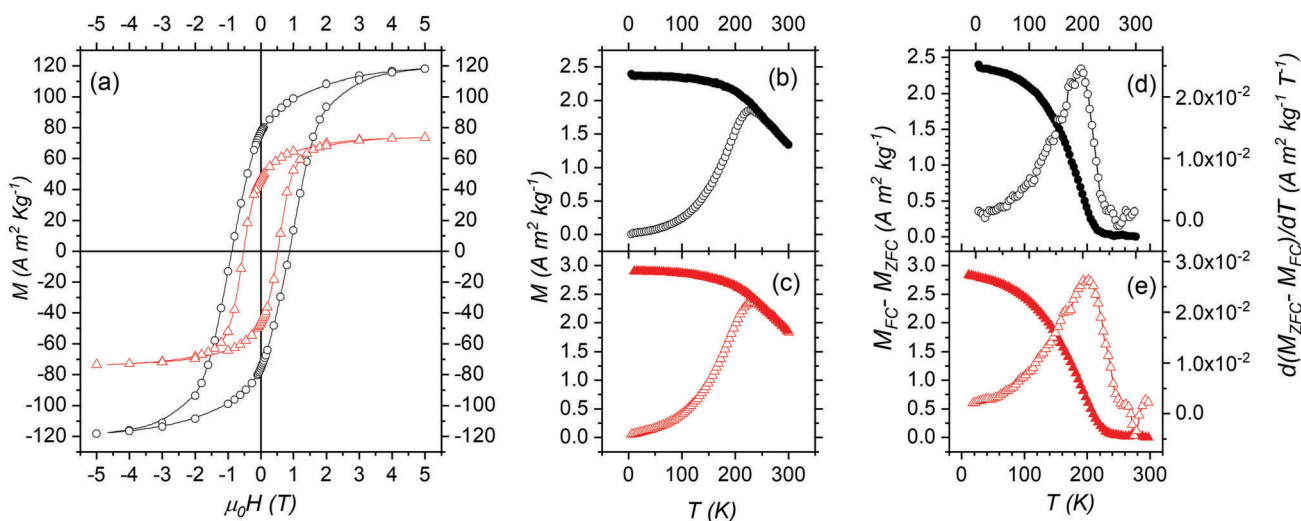 -5 -4 -3 -2 -1 0 1 2 3 4 5
120
100
80
60
40
20
0
-20
-40
-60
-80
-100
-120
M (A m² Kg⁻¹)
(a)
120
100
80
60
40
20
0
-20
-40
-60
-80
-100
-120
-5 -4 -3 -2 -1 0 1 2 3 4 5
μ₀H (T)
0 100 200 300
2.5
2.0
1.5
1.0
0.5
0.0
(b)
M (A m² kg⁻¹)
3.0
2.5
2.0
1.5
1.0
0.5
0.0
(c)
0 100 200 300
T (K)
0 100 200 300
2.5
2.0
1.5
1.0
0.5
0.0
(d)
2.0x10⁻²
1.0x10⁻²
0.0
M_FC- M_ZFC (A m² kg⁻¹)
d(M_ZFC- M_FC)/dT (A m² kg⁻¹ T⁻¹)
3.0
2.5
2.0
1.5
1.0
0.5
0.0
(e)
3.0x10⁻²
2.0x10⁻²
1.0x10⁻²
0.0
0 100 200 300
T (K)